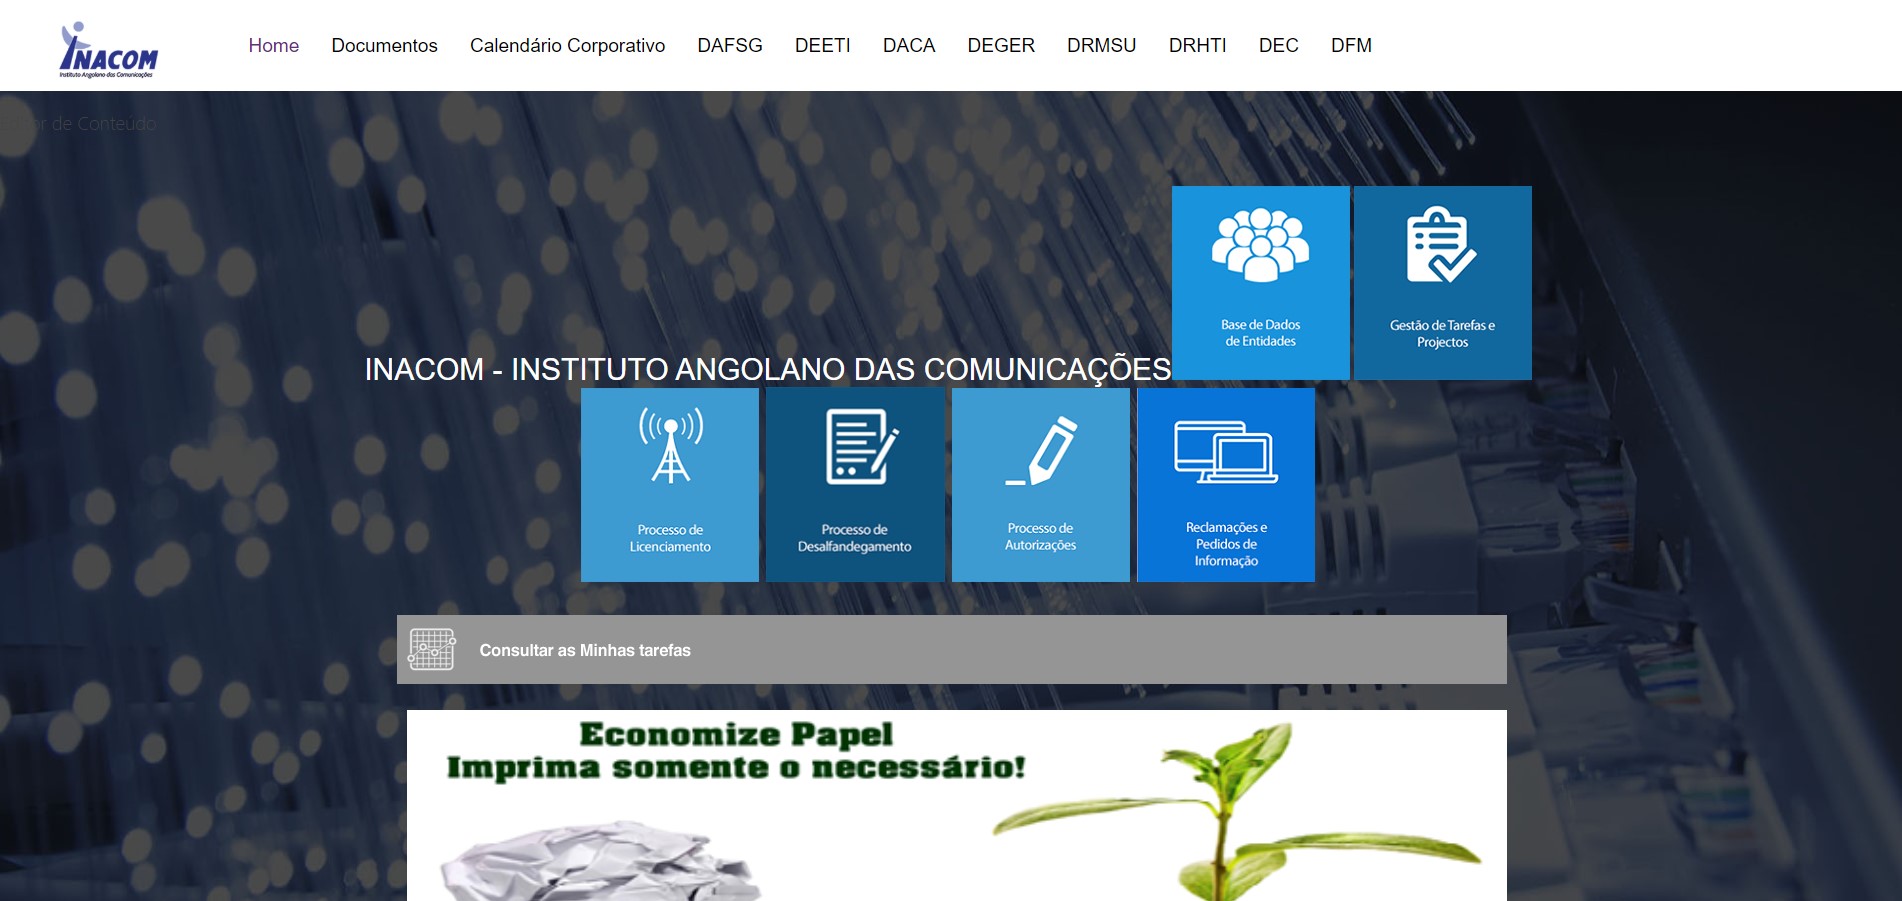 INACOM
Instituto Angolano das Comunicações
Home Documentos Calendário Corporativo DAFSG DEETI DACA DEGER DRMSU DRHTI DEC DFM
Editor de Conteúdo
Base de Dados
de Entidades
Gestão de Tarefas e
Projectos
INACOM - INSTITUTO ANGOLANO DAS COMUNICAÇÕES
Processo de
Licenciamento
Processo de
Desalfandegamento
Processo de
Autorizações
Reclamações e
Pedidos de
Informação
Consultar as Minhas tarefas
Economize Papel
Imprima somente o necessário!